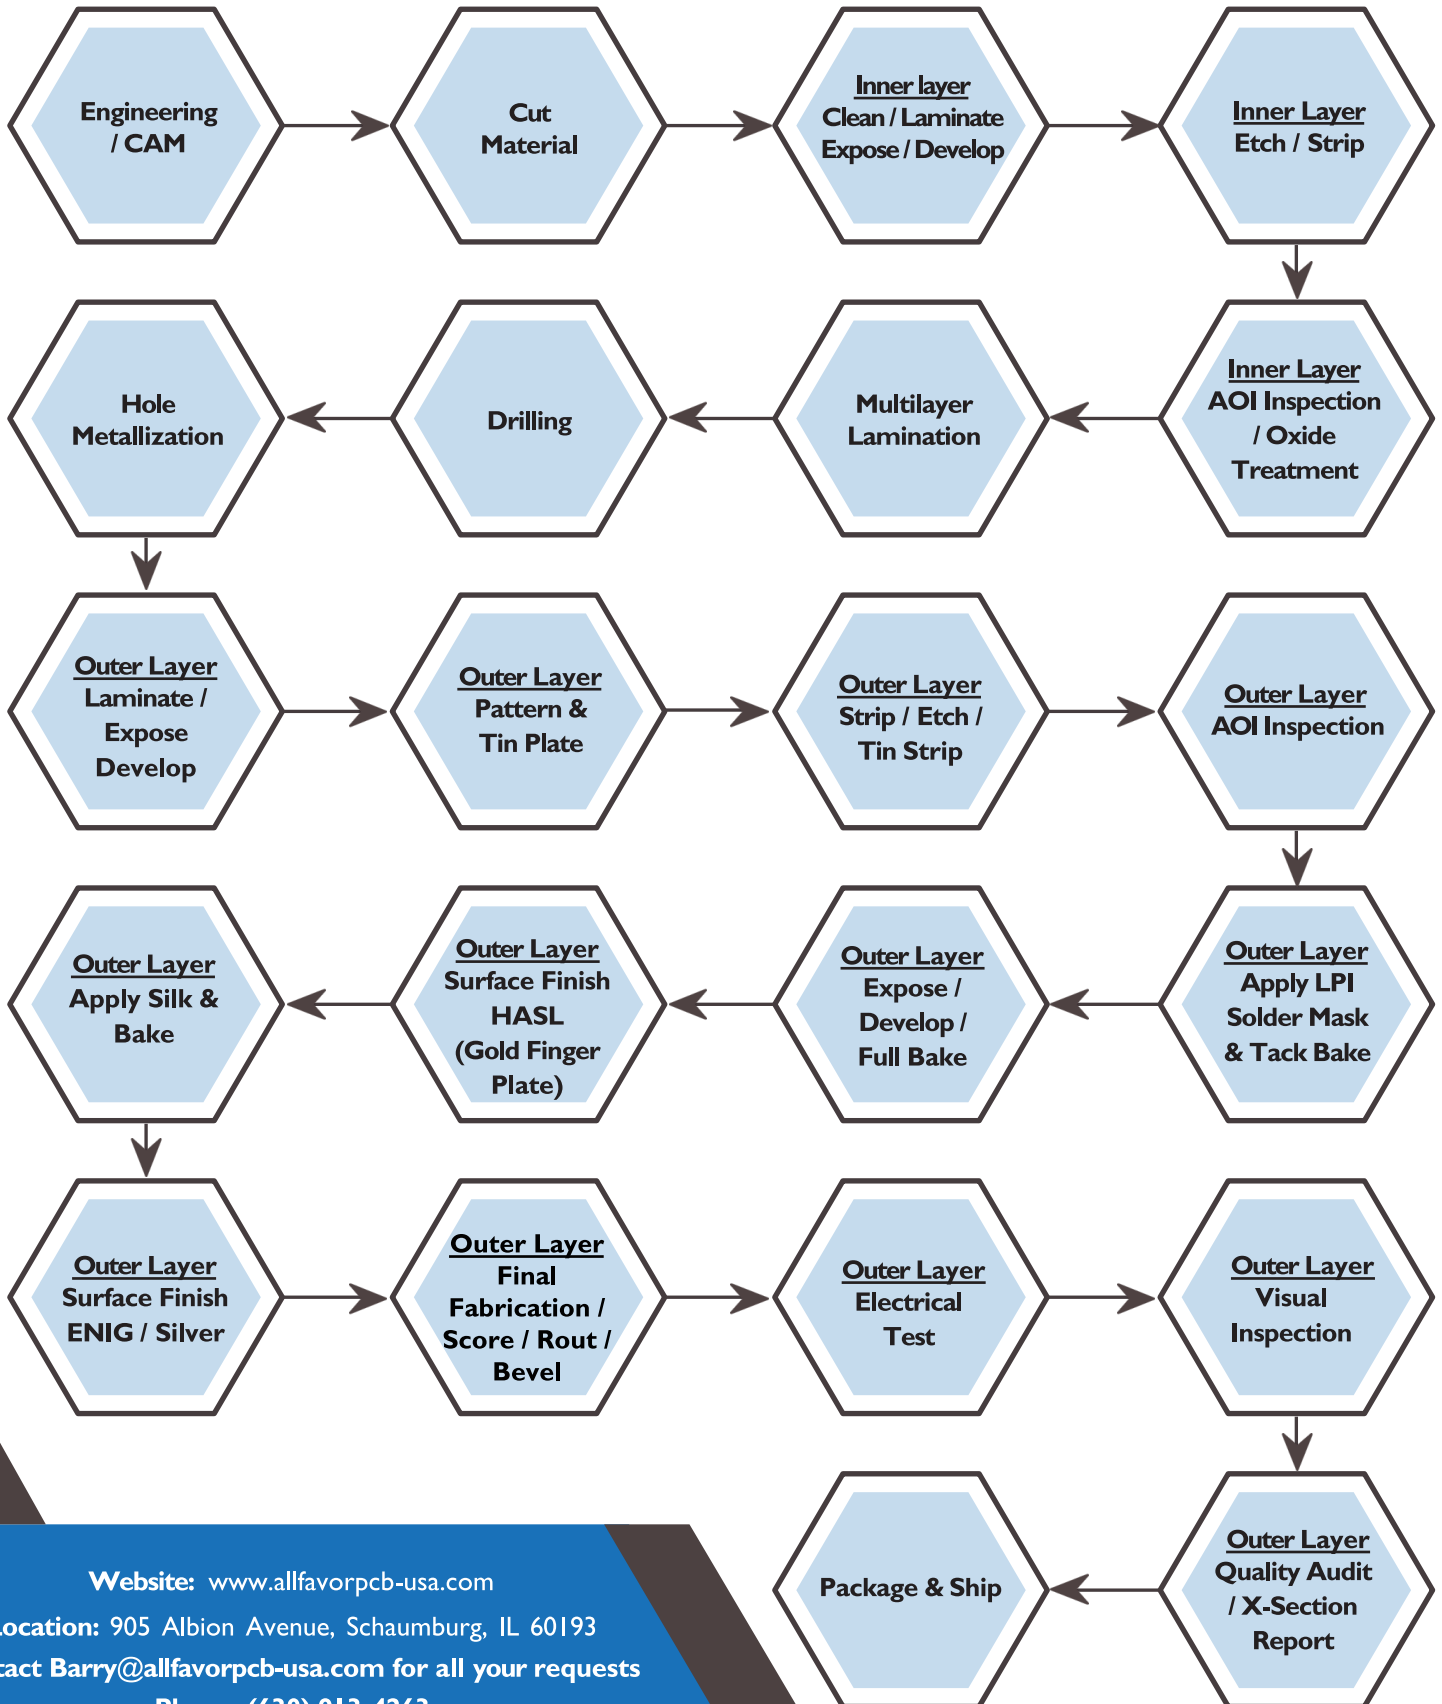 Engineering
/ CAM
Cut
Material
Inner layer
Clean / Laminate
Expose / Develop
Inner Layer
Etch / Strip
Inner Layer
AOI Inspection
/ Oxide
Treatment
Multilayer
Lamination
Drilling
Hole
Metallization
Outer Layer
Laminate /
Expose
Develop
Outer Layer
Pattern &
Tin Plate
Outer Layer
Strip / Etch /
Tin Strip
Outer Layer
AOI Inspection
Outer Layer
Apply LPI
Solder Mask
& Tack Bake
Outer Layer
Expose /
Develop /
Full Bake
Outer Layer
Surface Finish
HASL
(Gold Finger
Plate)
Outer Layer
Apply Silk &
Bake
Outer Layer
Surface Finish
ENIG / Silver
Outer Layer
Final
Fabrication /
Score / Rout /
Bevel
Outer Layer
Electrical
Test
Outer Layer
Visual
Inspection
Outer Layer
Quality Audit
/ X-Section
Report
Package & Ship
Website: www.allfavorpcb-usa.com
ocation: 905 Albion Avenue, Schaumburg, IL 60193
tact Barry@allfavorpcb-usa.com for all your requests